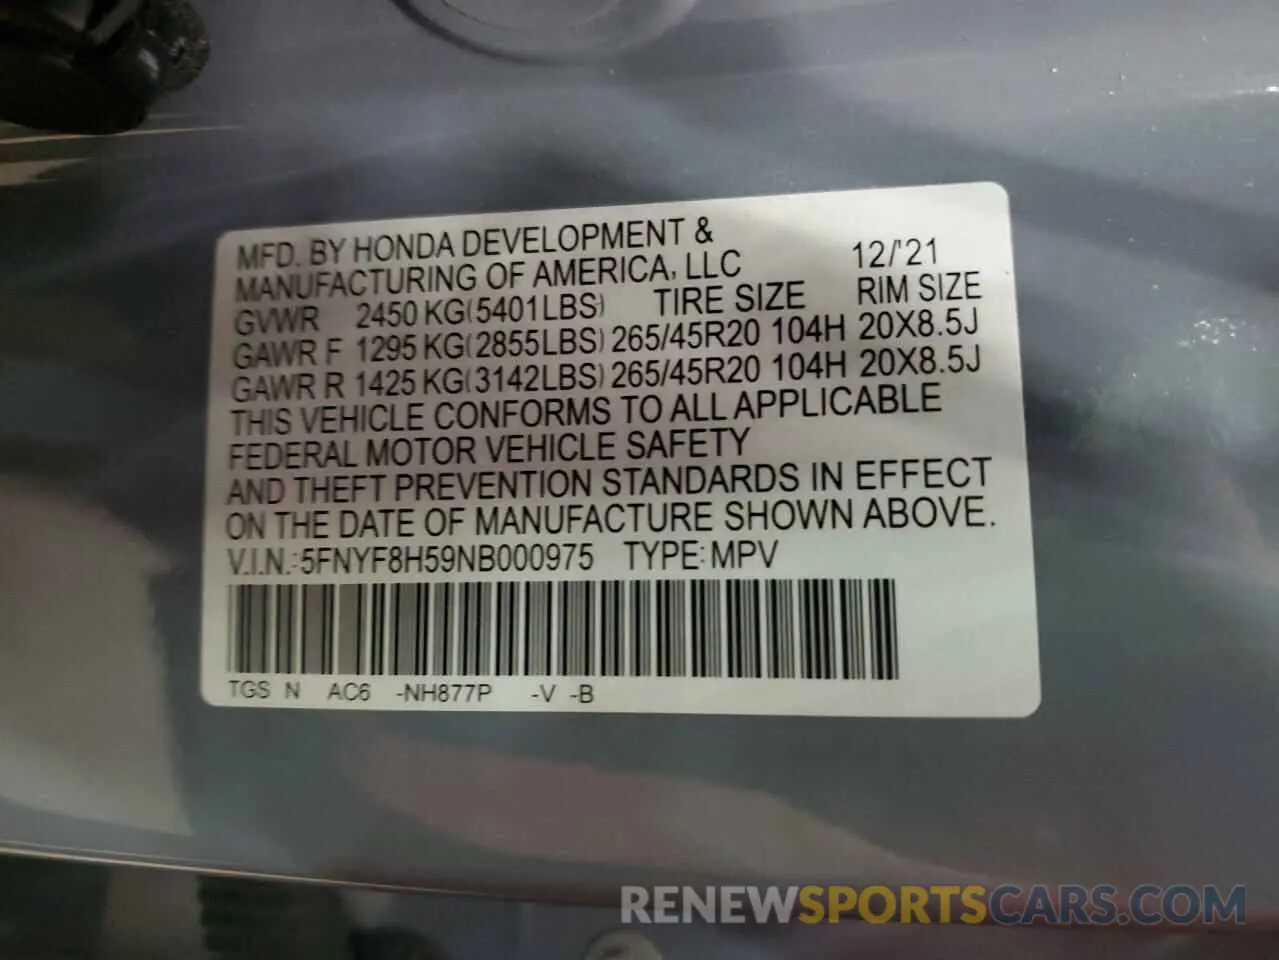 MFD. BY HONDA DEVELOPMENT &
MANUFACTURING OF AMERICA, LLC 12/'21
GVWR 2450 KG(5401LBS) TIRE SIZE RIM SIZE
GAWR F 1295 KG(2855LBS) 265/45R20 104H 20X8.5J
GAWR R 1425 KG(3142LBS) 265/45R20 104H 20X8.5J
THIS VEHICLE CONFORMS TO ALL APPLICABLE
FEDERAL MOTOR VEHICLE SAFETY
AND THEFT PREVENTION STANDARDS IN EFFECT
ON THE DATE OF MANUFACTURE SHOWN ABOVE.
V.I.N.: 5FNYF8H59NB000975 TYPE: MPV
TGS N AC6 -NH877P -V -B
RENEWSPORTSCARS.COM